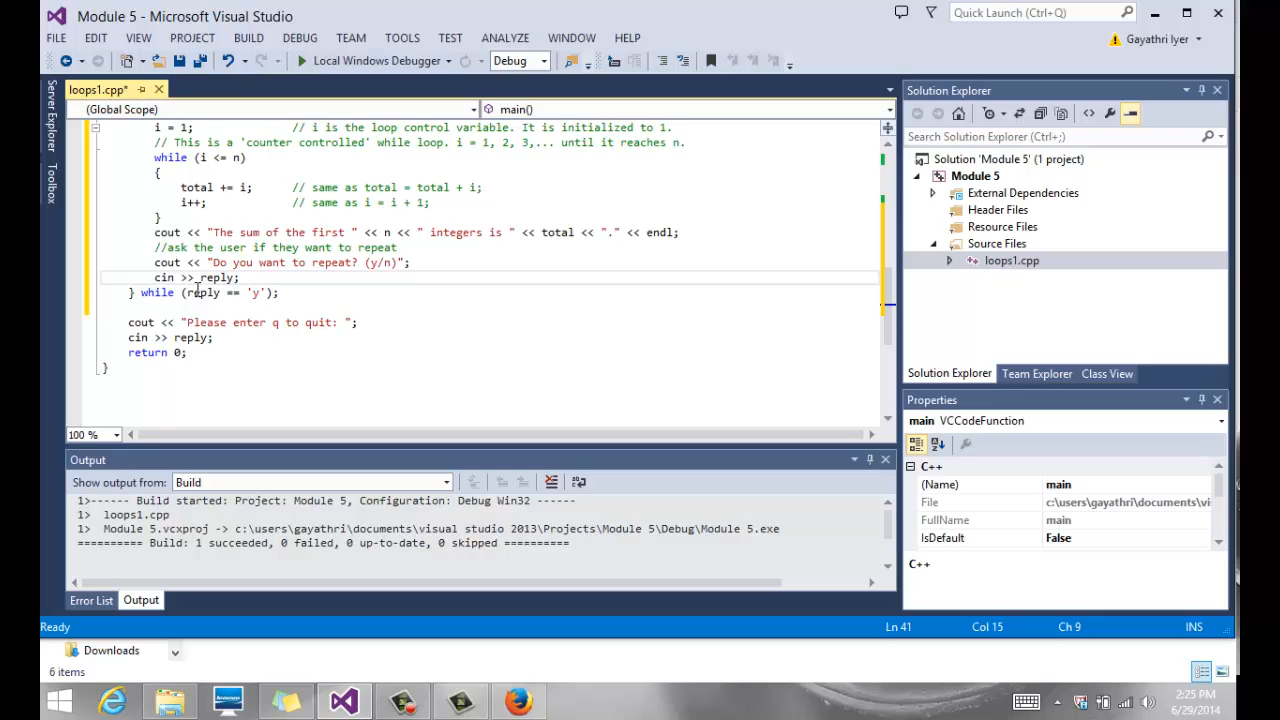 Module 5 - Microsoft Visual Studio
Quick Launch (Ctrl+Q)
FILE EDIT VIEW PROJECT BUILD DEBUG TEAM TOOLS TEST ANALYZE WINDOW HELP
Gayathri Iyer
Local Windows Debugger Debug
Server Explorer
Toolbox
loops1.cpp*
(Global Scope) main()
i = 1; // i is the loop control variable. It is initialized to 1.
// This is a 'counter controlled' while loop. i = 1, 2, 3,... until it reaches n.
while (i <= n)
{
total += i; // same as total = total + i;
i++; // same as i = i + 1;
}
cout << "The sum of the first " << n << " integers is " << total << "." << endl;
//ask the user if they want to repeat
cout << "Do you want to repeat? (y/n)";
cin >> reply;
} while (reply == 'y');
cout << "Please enter q to quit: ";
cin >> reply;
return 0;
}
100 %
Solution Explorer
Search Solution Explorer (Ctrl+;)
Solution 'Module 5' (1 project)
Module 5
External Dependencies
Header Files
Resource Files
Source Files
loops1.cpp
Solution Explorer Team Explorer Class View
Properties
main VCCodeFunction
C++
(Name) main
File c:\users\gayathri\documents\vi
FullName main
IsDefault False
C++
Output
Show output from: Build
1>------ Build started: Project: Module 5, Configuration: Debug Win32 ------
1> loops1.cpp
1> Module 5.vcxproj -> c:\users\gayathri\documents\visual studio 2013\Projects\Module 5\Debug\Module 5.exe
========== Build: 1 succeeded, 0 failed, 0 up-to-date, 0 skipped ==========
Error List Output
Ready Ln 41 Col 15 Ch 9 INS
Downloads
6 items
2:25 PM
6/29/2014